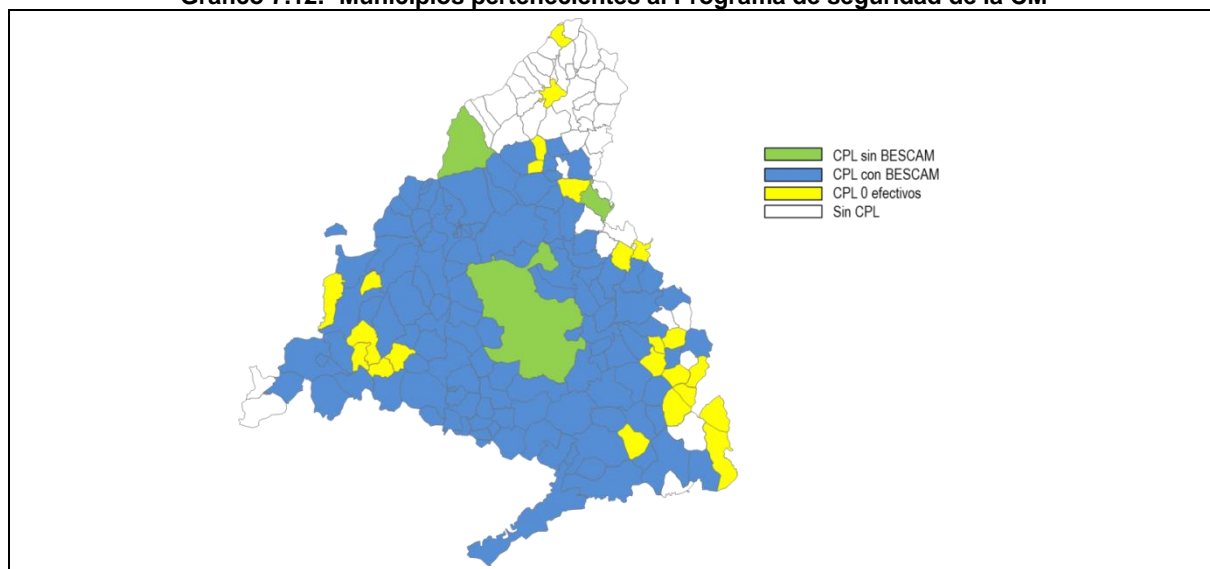 Gráfico 7.12. Municipios pertenecientes al Programa de seguridad de la CM
CPL sin BESCAM
CPL con BESCAM
CPL 0 efectivos
Sin CPL